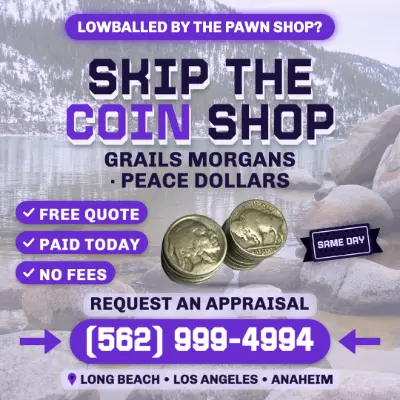 LOWBALLED BY THE PAWN SHOP?
SKIP THE
COIN SHOP
GRAILS MORGANS
· PEACE DOLLARS
FREE QUOTE
PAID TODAY
NO FEES
SAME DAY
REQUEST AN APPRAISAL
(562) 999-4994
LONG BEACH • LOS ANGELES • ANAHEIM